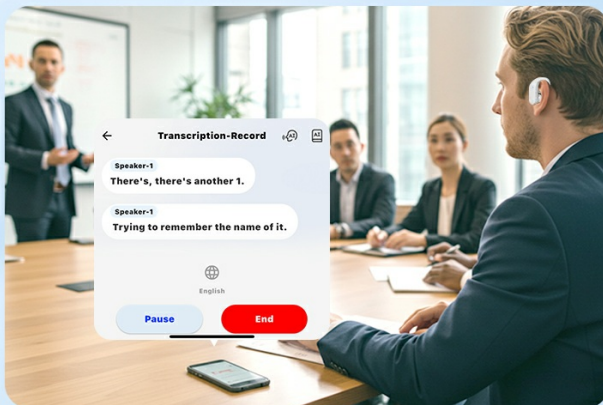 Transcription-Record
Speaker-1
There's, there's another 1.
Speaker-1
Trying to remember the name of it.
English
Pause
End